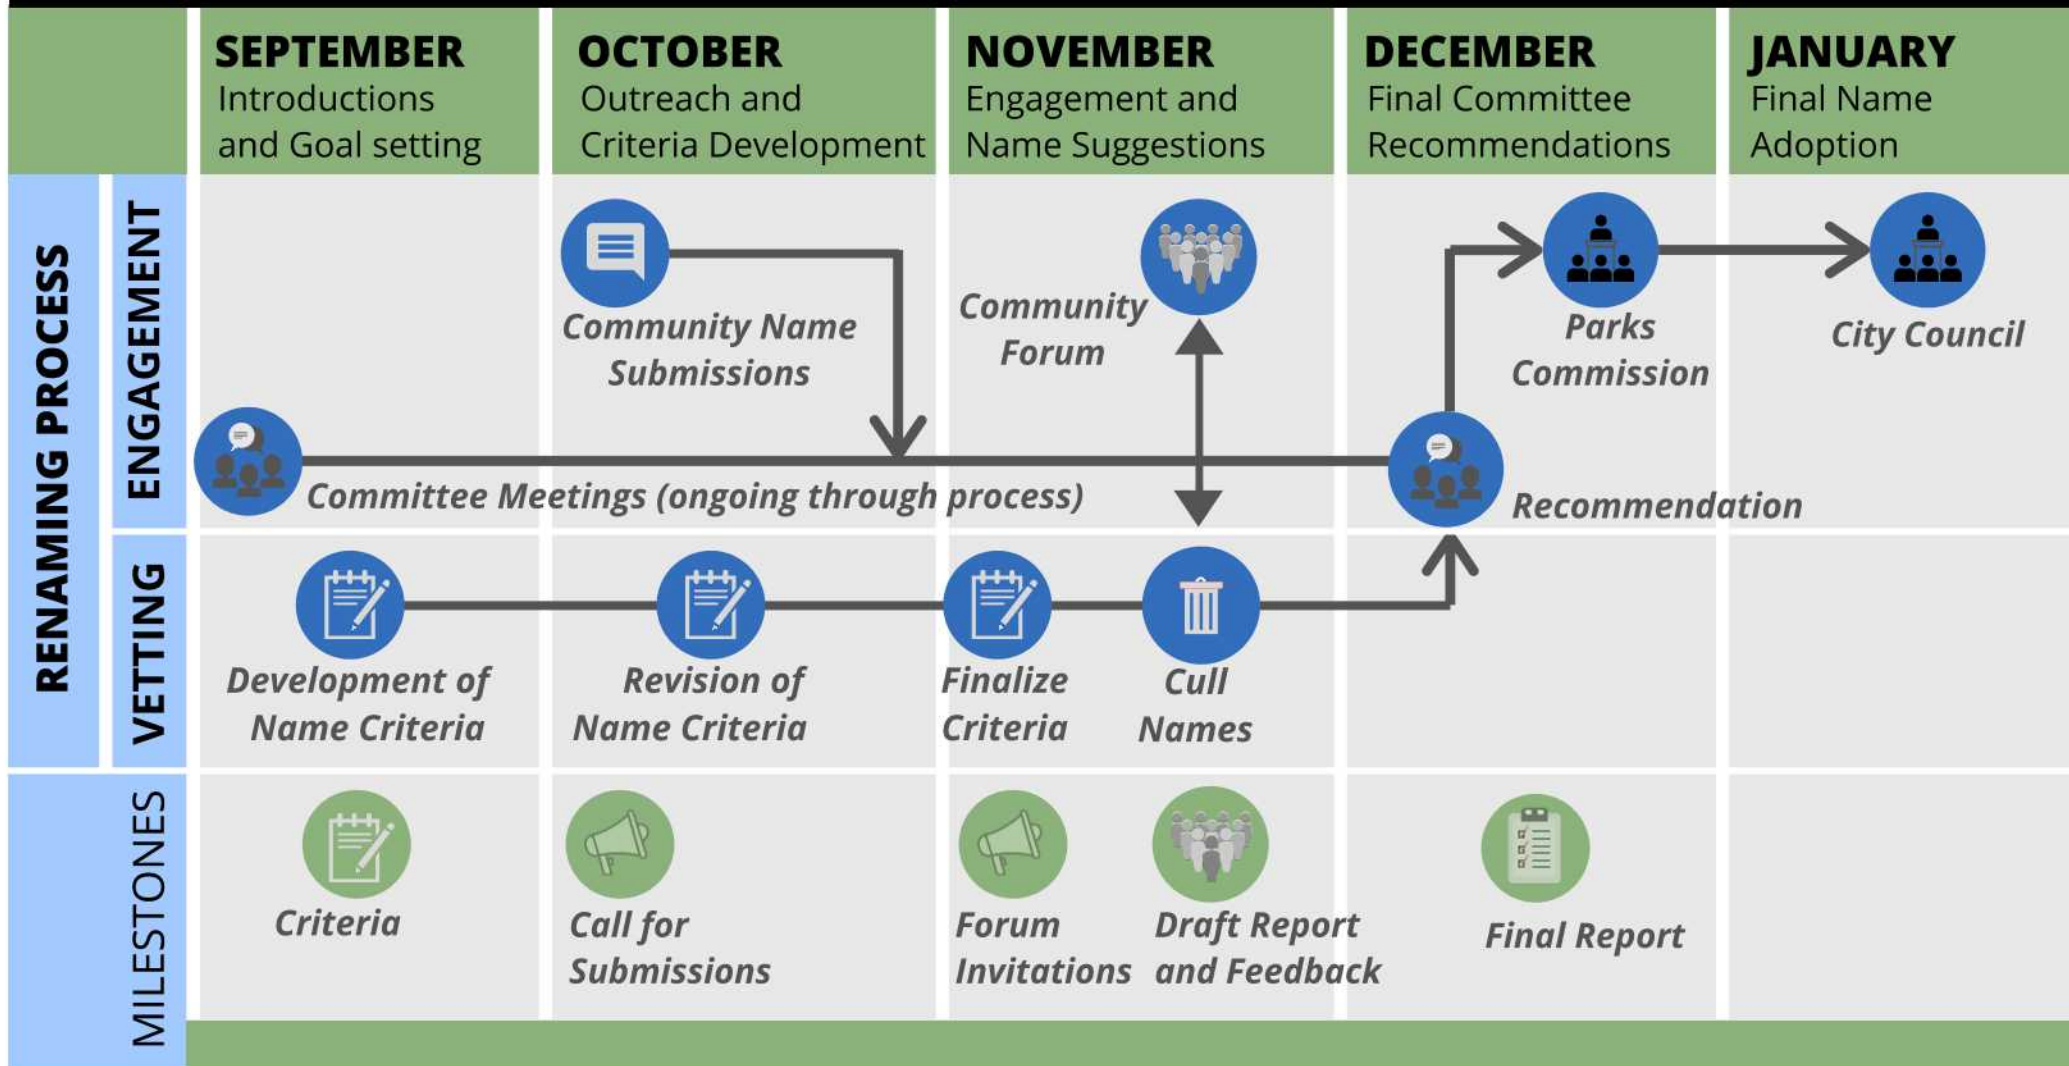 SEPTEMBER
Introductions
and Goal setting
OCTOBER
Outreach and
Criteria Development
NOVEMBER
Engagement and
Name Suggestions
DECEMBER
Final Committee
Recommendations
JANUARY
Final Name
Adoption
RENAMING PROCESS
ENGAGEMENT
Community Name
Submissions
Community
Forum
Parks
Commission
City Council
Committee Meetings (ongoing through process)
Recommendation
VETTING
Development of
Name Criteria
Revision of
Name Criteria
Finalize
Criteria
Cull
Names
MILESTONES
Criteria
Call for
Submissions
Forum
Invitations
Draft Report
and Feedback
Final Report